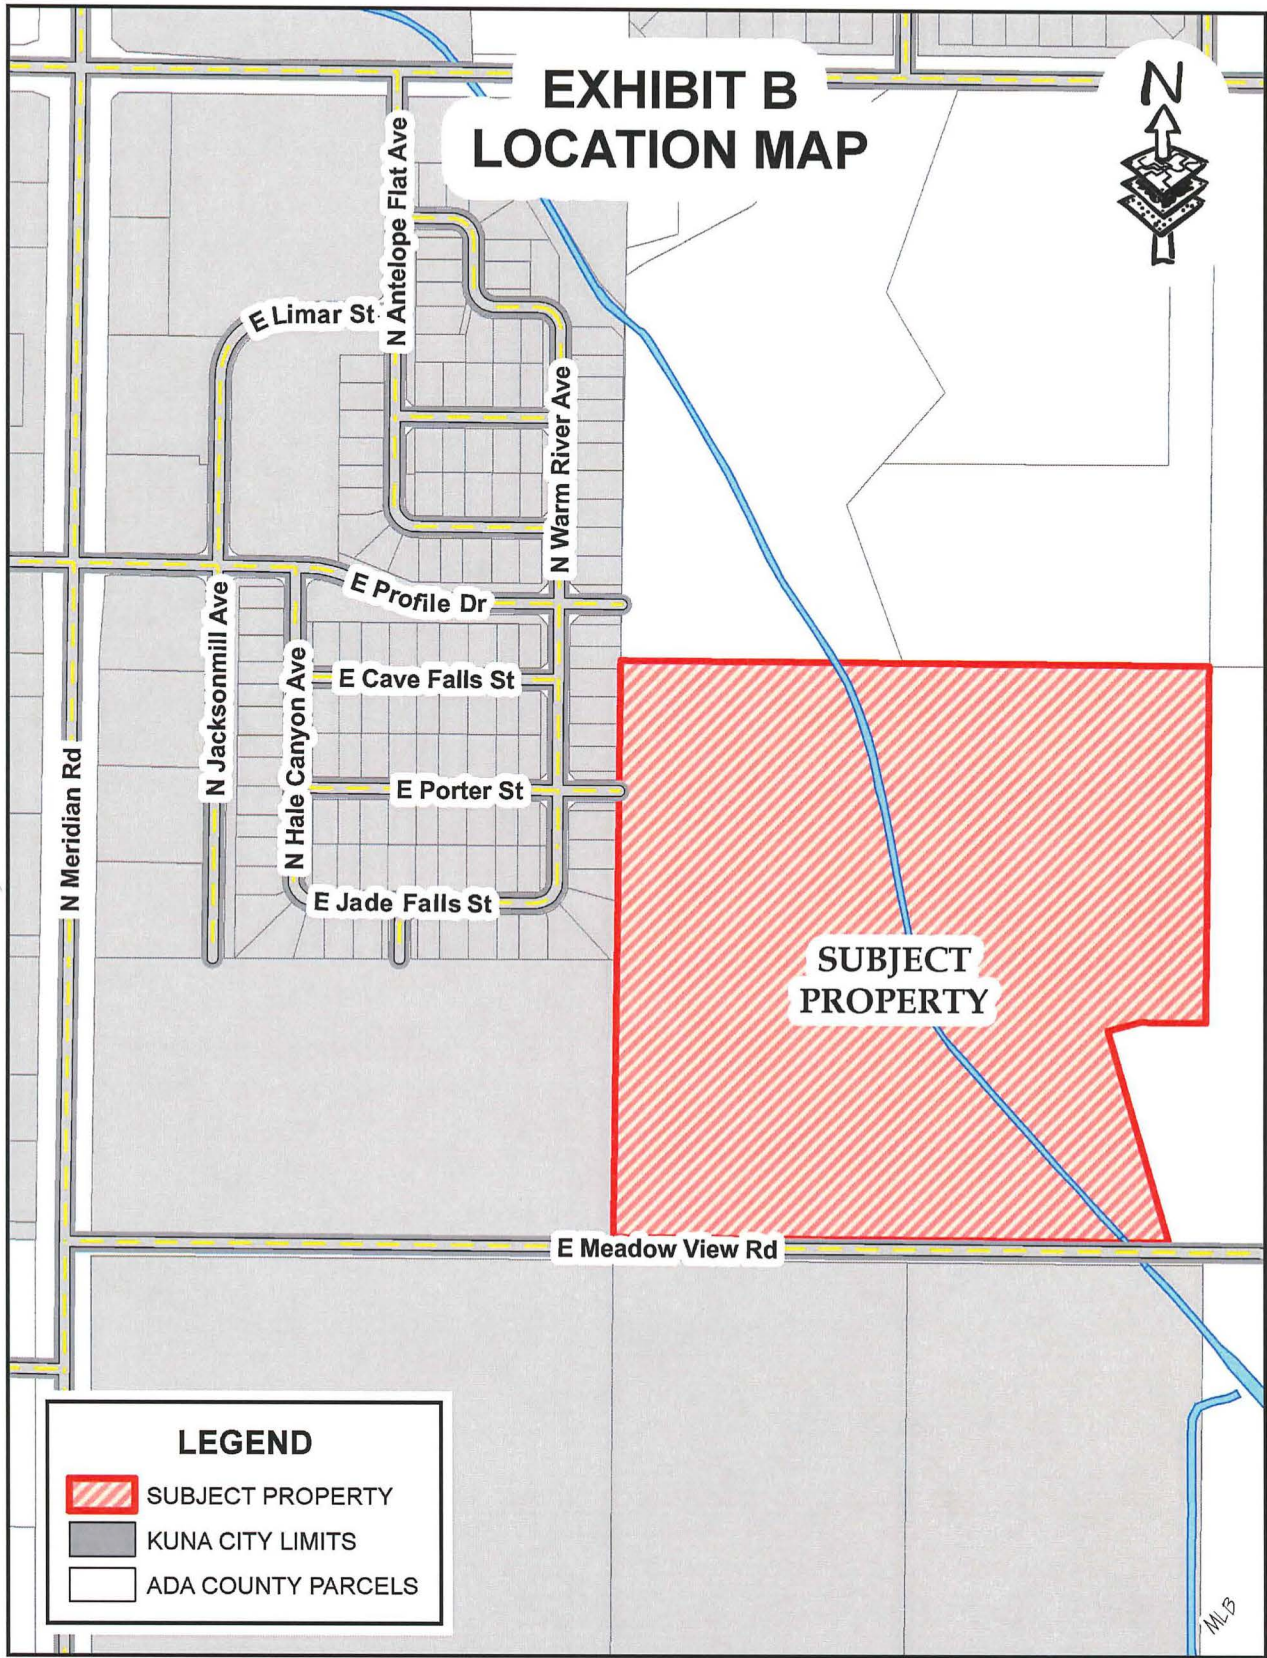 EXHIBIT B
LOCATION MAP
N
N Antelope Flat Ave
E Limar St
N Warm River Ave
E Profile Dr
N Jacksonmill Ave
N Hale Canyon Ave
E Cave Falls St
N Meridian Rd
E Porter St
E Jade Falls St
SUBJECT
PROPERTY
E Meadow View Rd
LEGEND
SUBJECT PROPERTY
KUNA CITY LIMITS
ADA COUNTY PARCELS
MLB